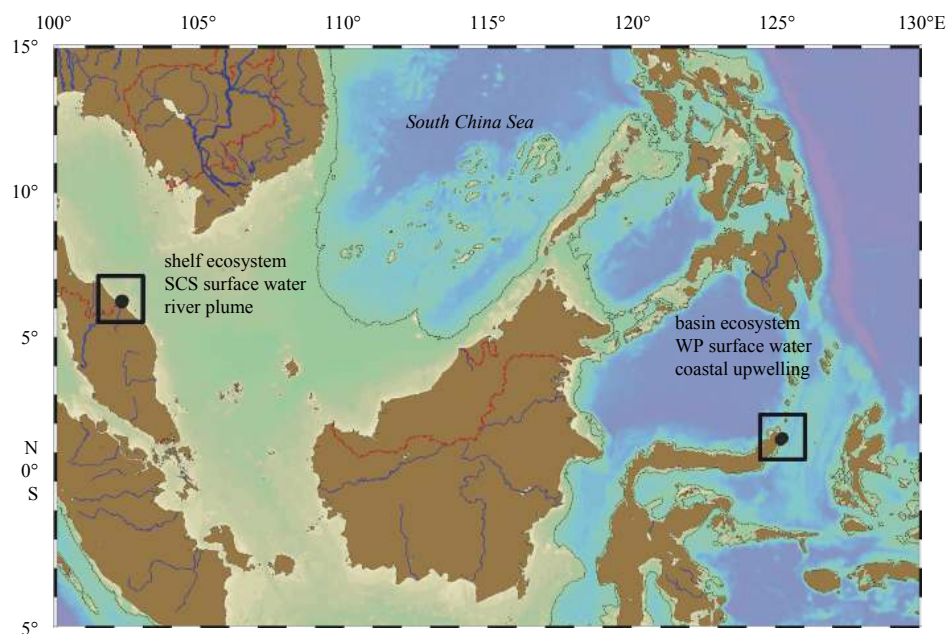 100° 105° 110° 115° 120° 125° 130°E
15°
South China Sea
10°
shelf ecosystem
SCS surface water
river plume
5°
basin ecosystem
WP surface water
coastal upwelling
N
0°
S
5°